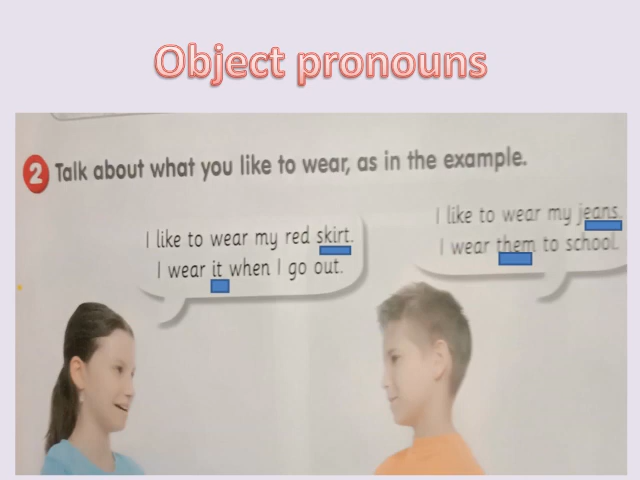 Object pronouns
2 Talk about what you like to wear, as in the example.
I like to wear my red skirt.
I wear it when I go out.
I like to wear my jeans.
I wear them to school.